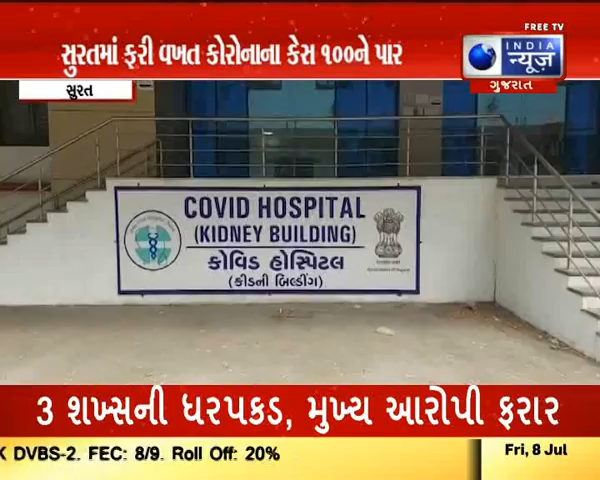 FREE TV
સુરતમાં ફરી વખત કોરોનાના કેસ ૧૦૦ને પાર
INDIA
ન્યૂઝ
ગુજરાત
સુરત
COVID HOSPITAL
(KIDNEY BUILDING)
કોવિડ હોસ્પિટલ
(કીડની બિલ્ડીંગ)
3 શખ્સની ધરપકડ, મુખ્ય આરોપી ફરાર
K DVBS-2. FEC: 8/9. Roll Off: 20%
Fri, 8 Jul